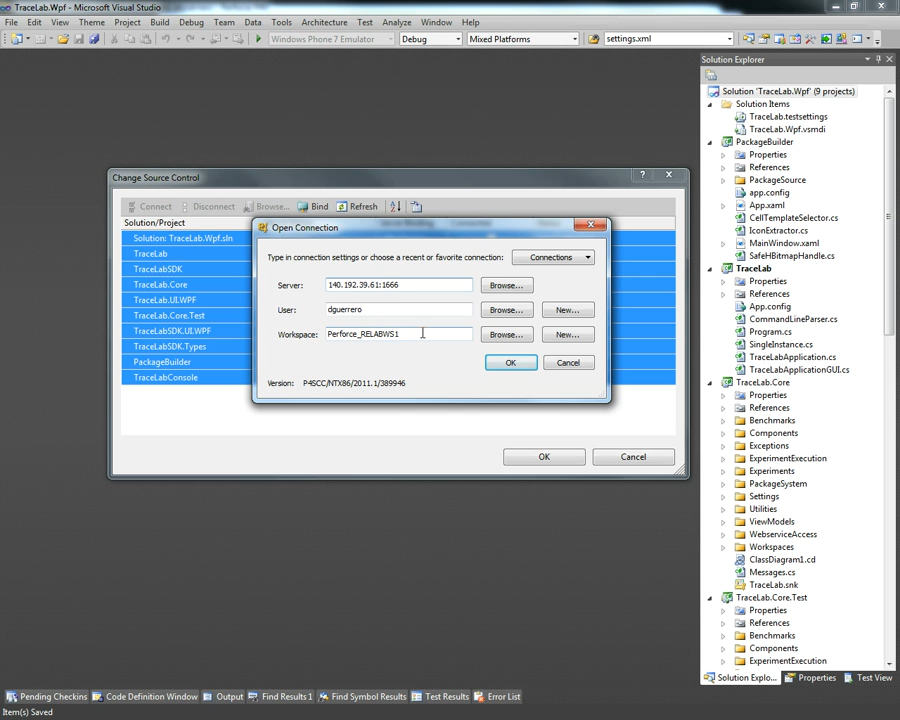 TraceLab.Wpf - Microsoft Visual Studio
File Edit View Theme Project Build Debug Team Data Tools Architecture Test Analyze Window Help
Windows Phone 7 Emulator Debug Mixed Platforms settings.xml
Solution Explorer
Solution 'TraceLab.Wpf' (9 projects)
Solution Items
TraceLab.testsettings
TraceLab.Wpf.vsmdi
PackageBuilder
Properties
References
PackageSource
app.config
App.xaml
CellTemplateSelector.cs
IconExtractor.cs
MainWindow.xaml
SafeHBitmapHandle.cs
TraceLab
Properties
References
App.config
CommandLineParser.cs
Program.cs
SingleInstance.cs
TraceLabApplication.cs
TraceLabApplicationGUI.cs
TraceLab.Core
Properties
References
Benchmarks
Components
Exceptions
ExperimentExecution
Experiments
PackageSystem
Settings
Utilities
ViewModels
WebserviceAccess
Workspaces
ClassDiagram1.cd
Messages.cs
TraceLab.snk
TraceLab.Core.Test
Properties
References
Benchmarks
Components
ExperimentExecution
Solution Explo... Properties Test View
Change Source Control
Connect Disconnect Browse... Bind Refresh
Solution/Project
Solution: TraceLab.Wpf.sln
TraceLab
TraceLabSDK
TraceLab.Core
TraceLab.UI.WPF
TraceLab.Core.Test
TraceLabSDK.UI.WPF
TraceLabSDK.Types
PackageBuilder
TraceLabConsole
OK Cancel
Open Connection
Type in connection settings or choose a recent or favorite connection: Connections
Server: 140.192.39.61:1666 Browse...
User: dguerrero Browse... New...
Workspace: Perforce_RELABWS1 Browse... New...
OK Cancel
Version: P4SCC/NTX86/2011.1/389946
Pending Checkins Code Definition Window Output Find Results 1 Find Symbol Results Test Results Error List
Item(s) Saved